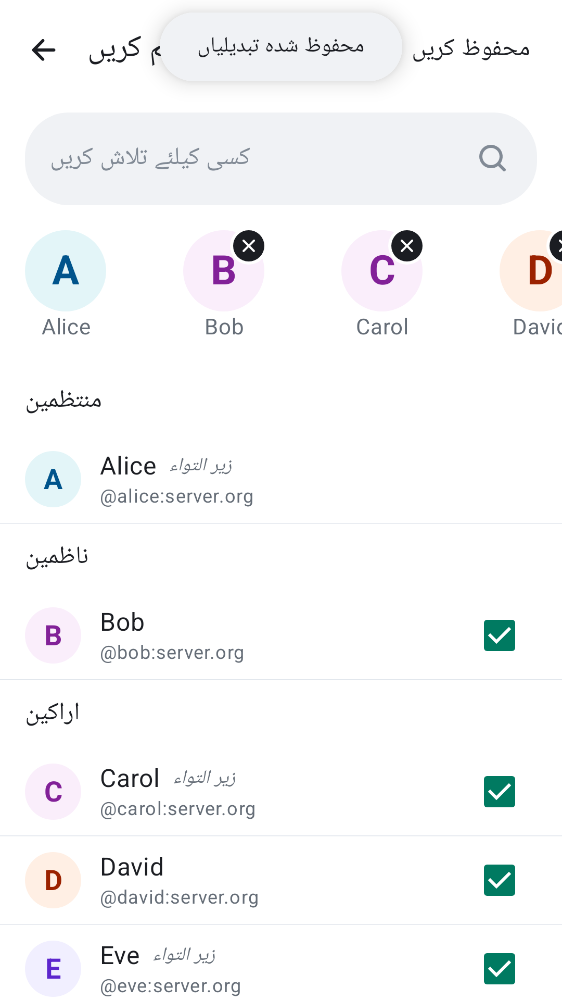 م کریں
محفوظ شدہ تبدیلیاں
محفوظ کریں
کسی کیلئے تلاش کریں
A
B
C
D
Alice
Bob
Carol
David
منتظمین
A
Alice زیر التواء
@alice:server.org
ناظمین
B
Bob
@bob:server.org
اراکین
C
Carol زیر التواء
@carol:server.org
D
David
@david:server.org
E
Eve زیر التواء
@eve:server.org